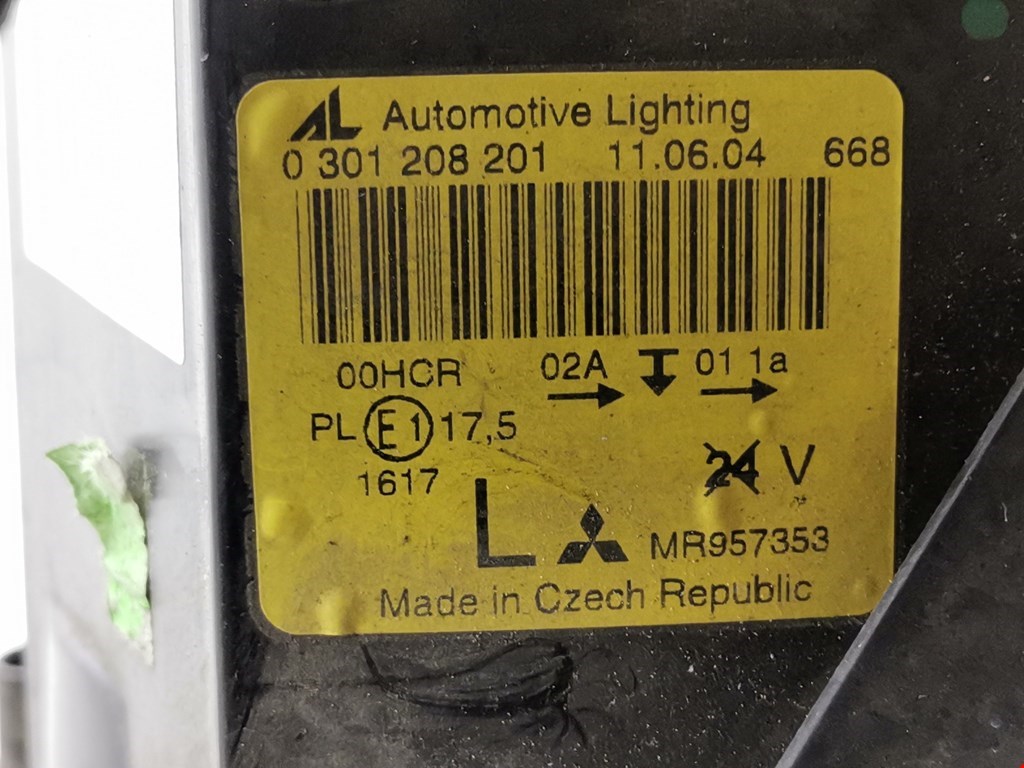 AL Automotive Lighting
0 301 208 201 11.06.04 668
00HCR 02A 01 1a
PL E1 17,5
24 V
1617
L MR957353
Made in Czech Republic